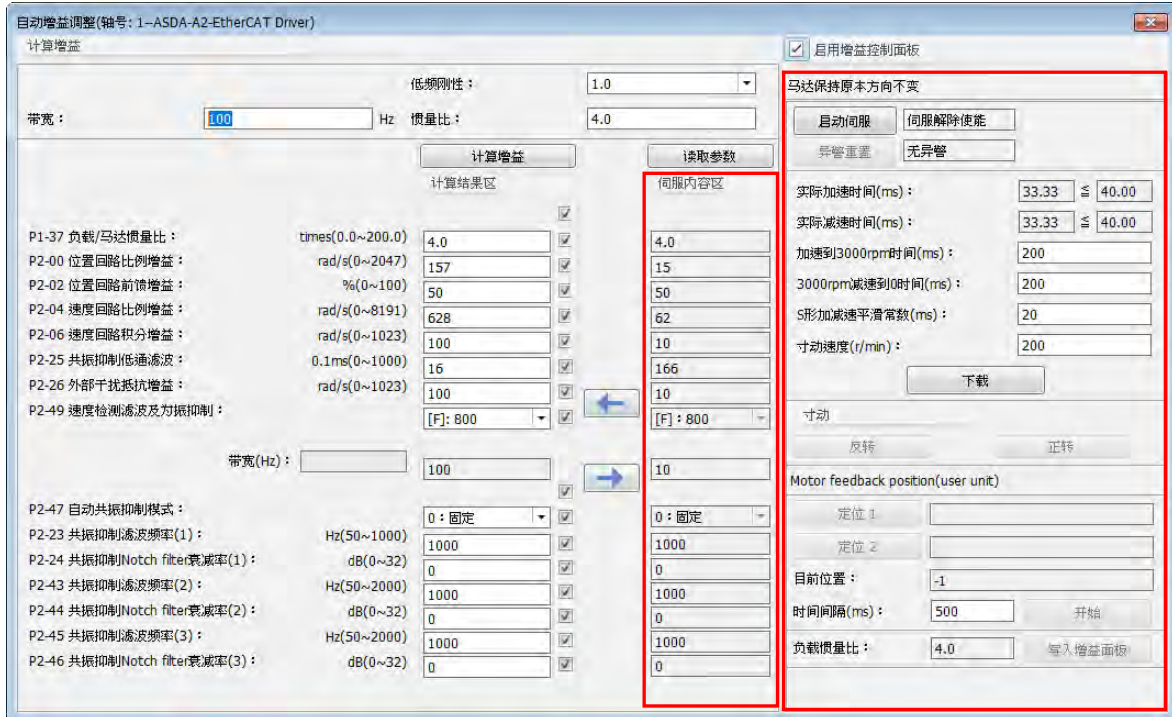 自动增益调整(轴号: 1--ASDA-A2-EtherCAT Driver)
计算增益
低频刚性： 1.0
带宽： 100 Hz 惯量比： 4.0
计算增益 读取参数
计算结果区 伺服内容区
P1-37 负载/马达惯量比： times(0.0~200.0) 4.0 4.0
P2-00 位置回路比例增益： rad/s(0~2047) 157 15
P2-02 位置回路前馈增益： %(0~100) 50 50
P2-04 速度回路比例增益： rad/s(0~8191) 628 62
P2-06 速度回路积分增益： rad/s(0~1023) 100 10
P2-25 共振抑制低通滤波： 0.1ms(0~1000) 16 166
P2-26 外部干扰抵抗增益： rad/s(0~1023) 100 10
P2-49 速度检测滤波及为振抑制： [F]: 800 [F]：800
带宽(Hz)： 100 10
P2-47 自动共振抑制模式： 0：固定 0：固定
P2-23 共振抑制滤波频率(1)： Hz(50~1000) 1000 1000
P2-24 共振抑制Notch filter衰减率(1)： dB(0~32) 0 0
P2-43 共振抑制滤波频率(2)： Hz(50~2000) 1000 1000
P2-44 共振抑制Notch filter衰减率(2)： dB(0~32) 0 0
P2-45 共振抑制滤波频率(3)： Hz(50~2000) 1000 1000
P2-46 共振抑制Notch filter衰减率(3)： dB(0~32) 0 0
启用增益控制面板
马达保持原本方向不变
启动伺服 伺服解除使能
异警重置 无异警
实际加速时间(ms)： 33.33 ≦ 40.00
实际减速时间(ms)： 33.33 ≦ 40.00
加速到3000rpm时间(ms)： 200
3000rpm减速到0时间(ms)： 200
S形加减速平滑常数(ms)： 20
寸动速度(r/min)： 200
下载
寸动
反转 正转
Motor feedback position(user unit)
定位 1
定位 2
目前位置： -1
时间间隔(ms)： 500 开始
负载惯量比： 4.0 写入增益面板